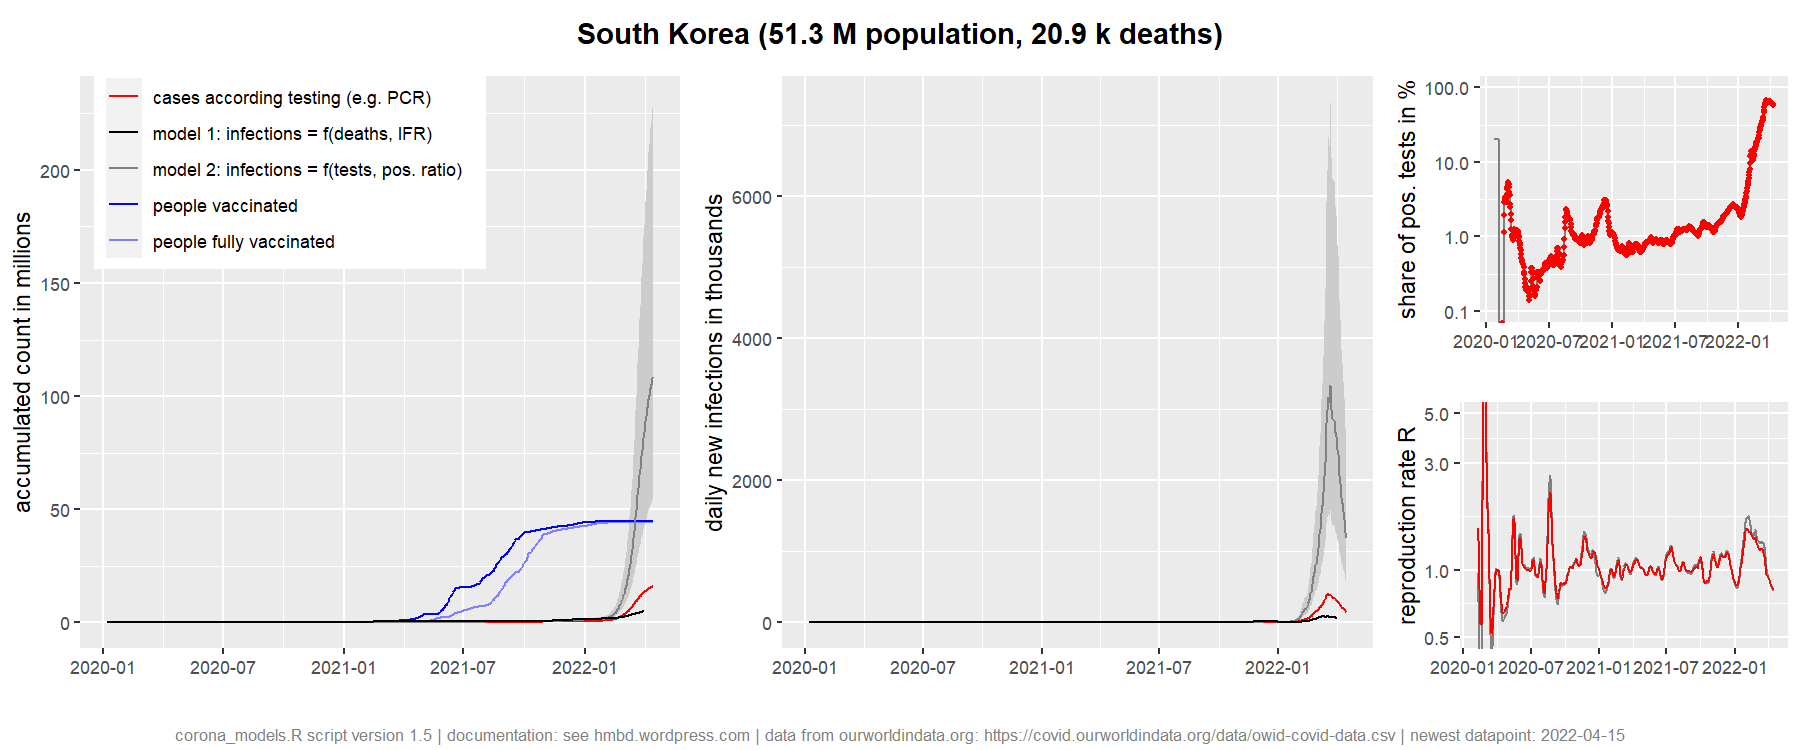 South Korea (51.3 M population, 20.9 k deaths)
accumulated count in millions
200
150
100
50
0
cases according testing (e.g. PCR)
model 1: infections = f(deaths, IFR)
model 2: infections = f(tests, pos. ratio)
people vaccinated
people fully vaccinated
2020-01 2020-07 2021-01 2021-07 2022-01
daily new infections in thousands
6000
4000
2000
0
2020-01 2020-07 2021-01 2021-07 2022-01
share of pos. tests in %
100.0
10.0
1.0
0.1
2020-01 2020-07 2021-01 2021-07 2022-01
reproduction rate R
5.0
3.0
1.0
0.5
2020-01 2020-07 2021-01 2021-07 2022-01
corona_models.R script version 1.5 | documentation: see hmbd.wordpress.com | data from ourworldindata.org: https://covid.ourworldindata.org/data/owid-covid-data.csv | newest datapoint: 2022-04-15